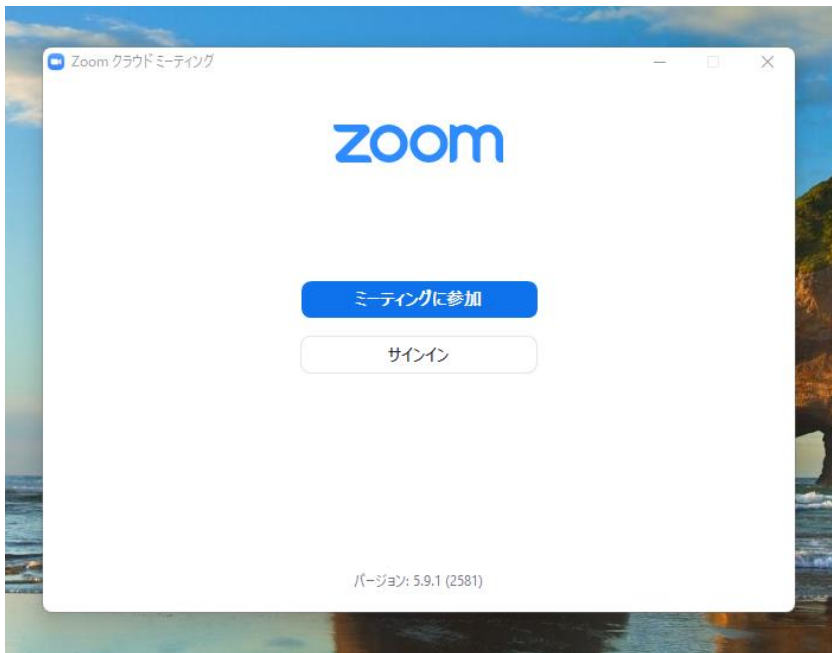 Zoom クラウド ミーティング
zoom
ミーティングに参加
サインイン
バージョン: 5.9.1 (2581)